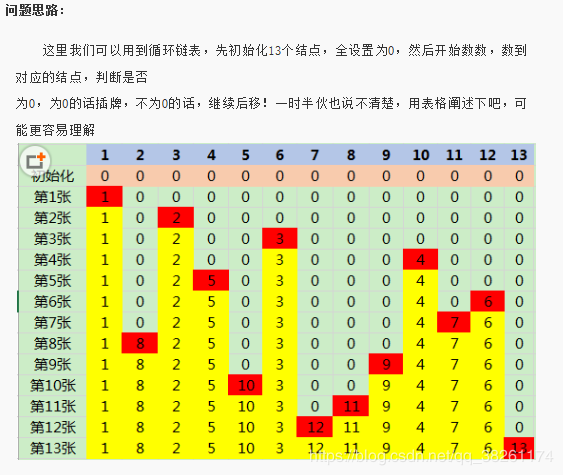 问题思路:
这里我们可以用到循环链表，先初始化13个结点，全设置为0，然后开始数数，数到
对应的结点，判断是否
为0，为0的话插牌，不为0的话，继续后移！一时半伙也说不清楚，用表格阐述下吧，可
能更容易理解
1 2 3 4 5 6 7 8 9 10 11 12 13
初始化 0 0 0 0 0 0 0 0 0 0 0 0 0
第1张 1 0 0 0 0 0 0 0 0 0 0 0 0
第2张 1 0 2 0 0 0 0 0 0 0 0 0 0
第3张 1 0 2 0 0 3 0 0 0 0 0 0 0
第4张 1 0 2 0 0 3 0 0 0 4 0 0 0
第5张 1 0 2 5 0 3 0 0 0 4 0 0 0
第6张 1 0 2 5 0 3 0 0 0 4 0 6 0
第7张 1 0 2 5 0 3 0 0 0 4 7 6 0
第8张 1 8 2 5 0 3 0 0 0 4 7 6 0
第9张 1 8 2 5 0 3 0 0 9 4 7 6 0
第10张 1 8 2 5 10 3 0 0 9 4 7 6 0
第11张 1 8 2 5 10 3 0 11 9 4 7 6 0
第12张 1 8 2 5 10 3 12 11 9 4 7 6 0
第13张 1 8 2 5 10 3 12 11 9 4 7 6 13
https://blog.csdn.net/qq_38261174